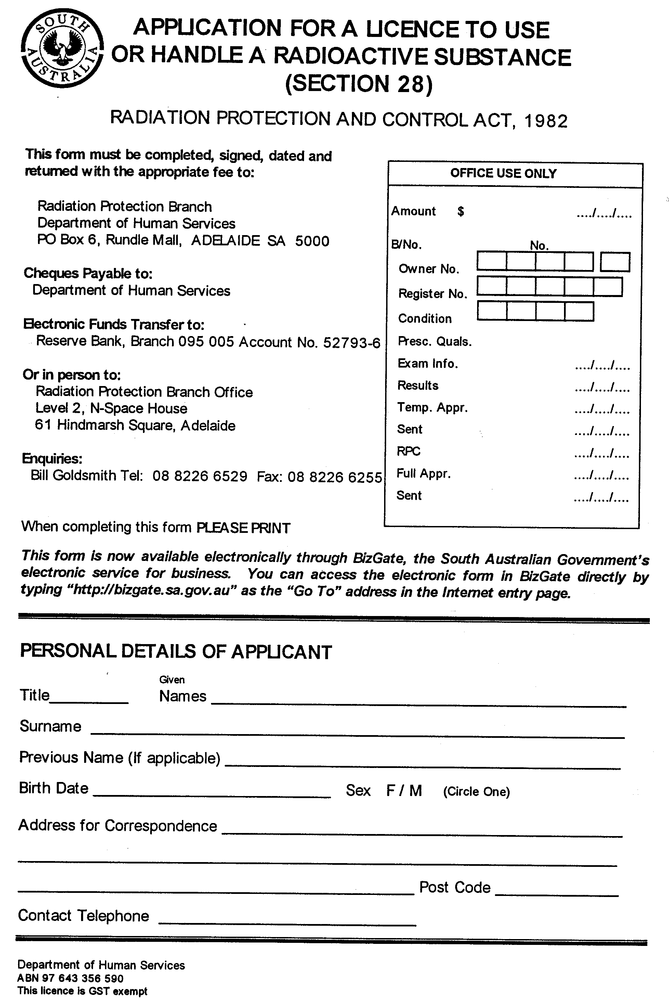 SOUTH AUSTRALIA
APPLICATION FOR A LICENCE TO USE
OR HANDLE A RADIOACTIVE SUBSTANCE
(SECTION 28)
RADIATION PROTECTION AND CONTROL ACT, 1982
This form must be completed, signed, dated and
returned with the appropriate fee to:
Radiation Protection Branch
Department of Human Services
PO Box 6, Rundle Mall, ADELAIDE SA 5000
Cheques Payable to:
Department of Human Services
Electronic Funds Transfer to:
Reserve Bank, Branch 095 005 Account No. 52793-6
Or in person to:
Radiation Protection Branch Office
Level 2, N-Space House
61 Hindmarsh Square, Adelaide
Enquiries:
Bill Goldsmith Tel: 08 8226 6529 Fax: 08 8226 6255
When completing this form PLEASE PRINT
OFFICE USE ONLY
Amount $ ..../..../....
B/No. No.
Owner No.
Register No.
Condition
Presc. Quals.
Exam Info. ..../..../....
Results ..../..../....
Temp. Appr. ..../..../....
Sent ..../..../....
RPC ..../..../....
Full Appr. ..../..../....
Sent ..../..../....
This form is now available electronically through BizGate, the South Australian Government's
electronic service for business. You can access the electronic form in BizGate directly by
typing “http://bizgate.sa.gov.au” as the “Go To” address in the Internet entry page.
PERSONAL DETAILS OF APPLICANT
Given
Title__________ Names ____________________
Surname ____________________
Previous Name (If applicable) ____________________
Birth Date ____________________ Sex F / M (Circle One)
Address for Correspondence ____________________
____________________ Post Code __________
Contact Telephone ____________________
Department of Human Services
ABN 97 643 356 590
This licence is GST exempt